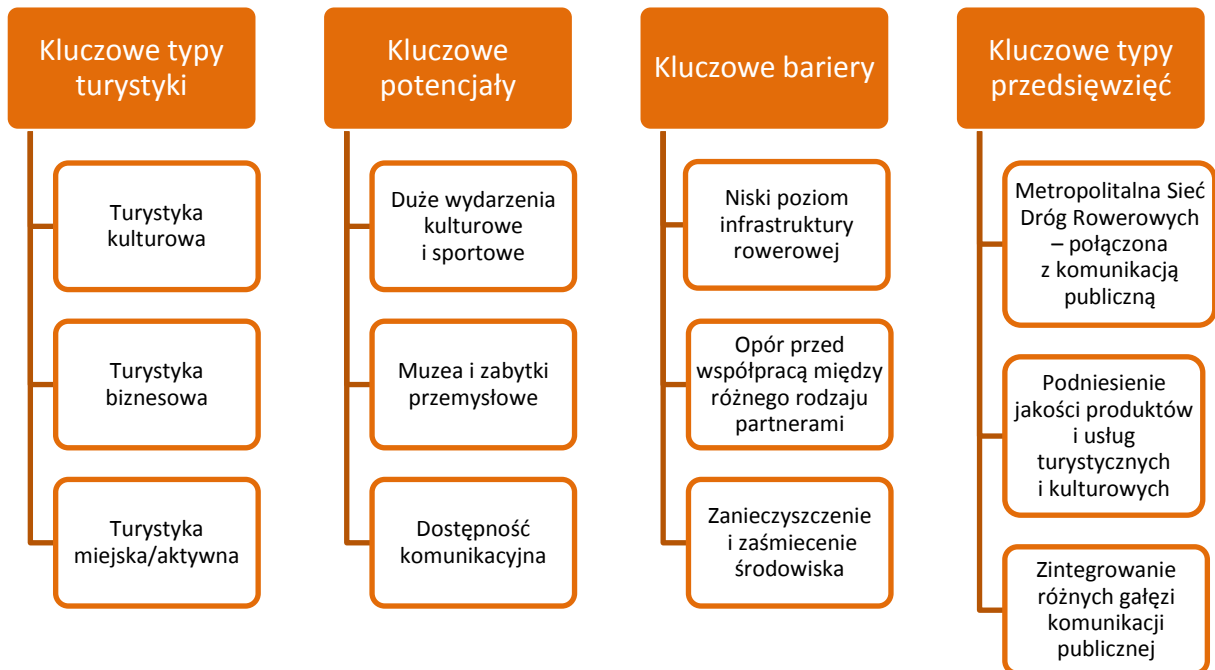 Kluczowe typy
turystyki
Turystyka
kulturowa
Turystyka
biznesowa
Turystyka
miejska/aktywna
Kluczowe
potencjały
Duże wydarzenia
kulturowe
i sportowe
Muzea i zabytki
przemysłowe
Dostępność
komunikacyjna
Kluczowe bariery
Niski poziom
infrastruktury
rowerowej
Opór przed
współpracą między
różnego rodzaju
partnerami
Zanieczyszczenie
i zaśmiecenie
środowiska
Kluczowe typy
przedsięwzięć
Metropolitalna Sieć
Dróg Rowerowych
– połączona
z komunikacją
publiczną
Podniesienie
jakości produktów
i usług
turystycznych
i kulturowych
Zintegrowanie
różnych gałęzi
komunikacji
publicznej